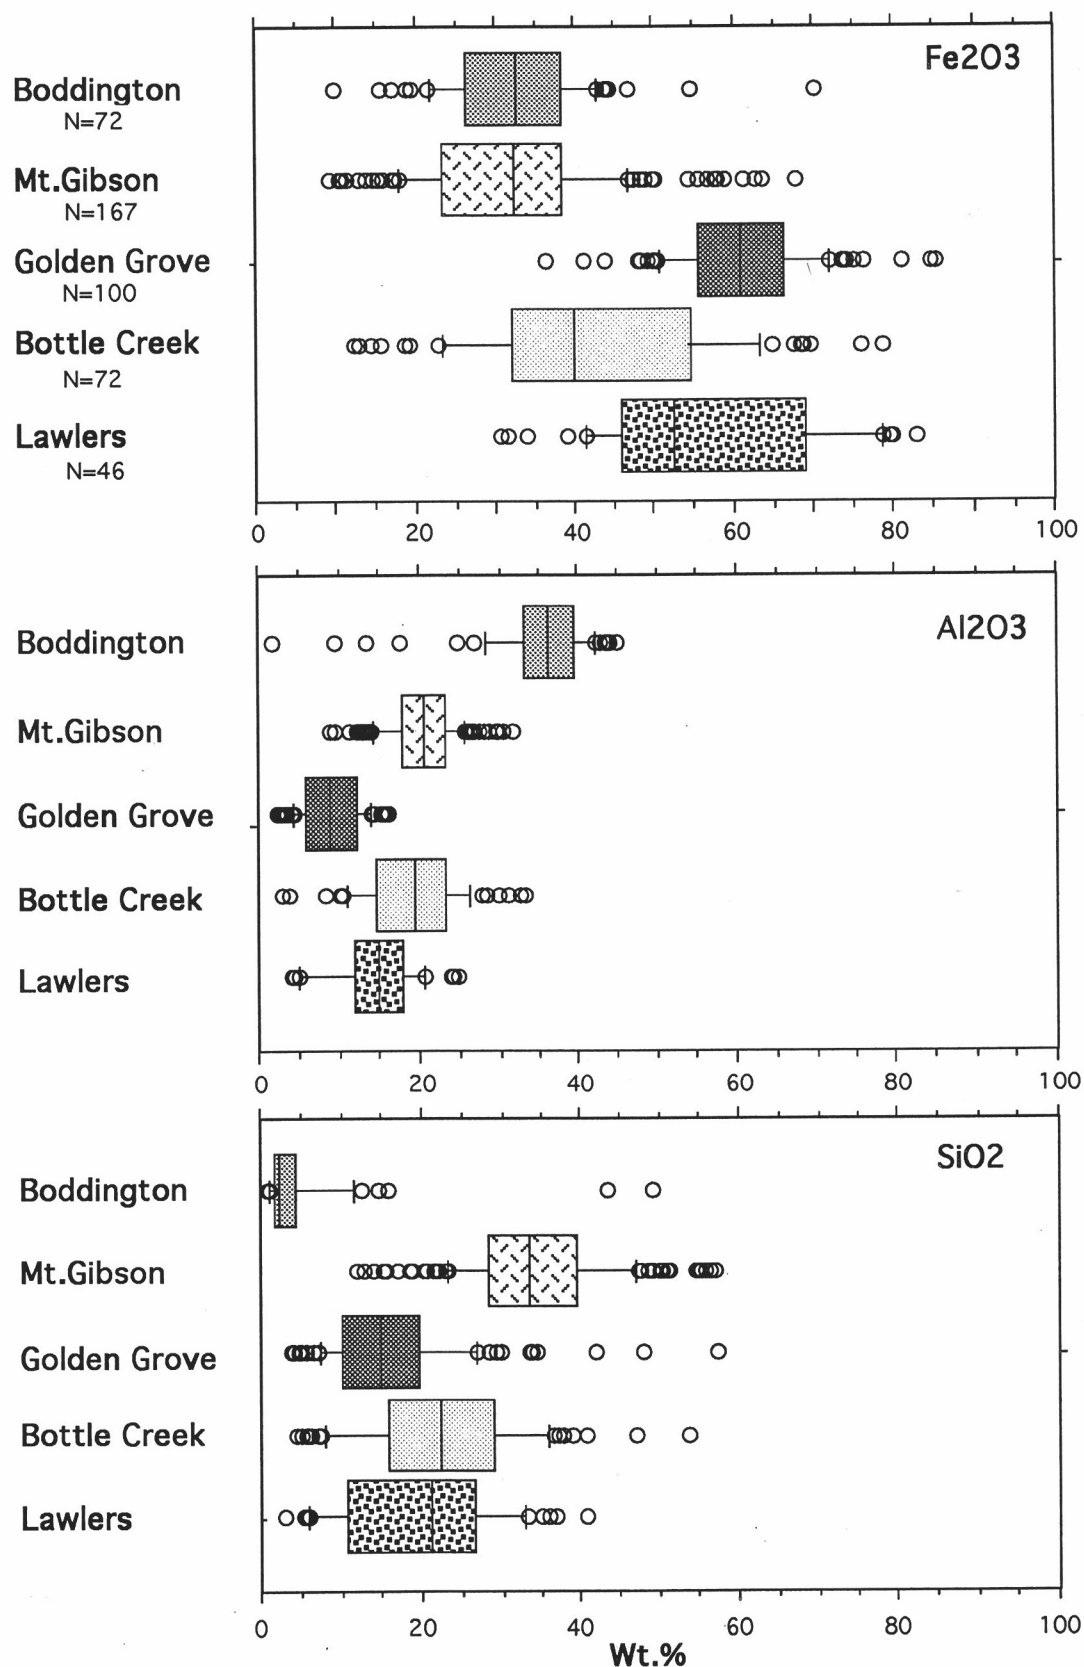 Fe2O3
Boddington
N=72
Mt.Gibson
N=167
Golden Grove
N=100
Bottle Creek
N=72
Lawlers
N=46
0 20 40 60 80 100
Al2O3
Boddington
Mt.Gibson
Golden Grove
Bottle Creek
Lawlers
0 20 40 60 80 100
SiO2
Boddington
Mt.Gibson
Golden Grove
Bottle Creek
Lawlers
0 20 40 60 80 100
Wt.%